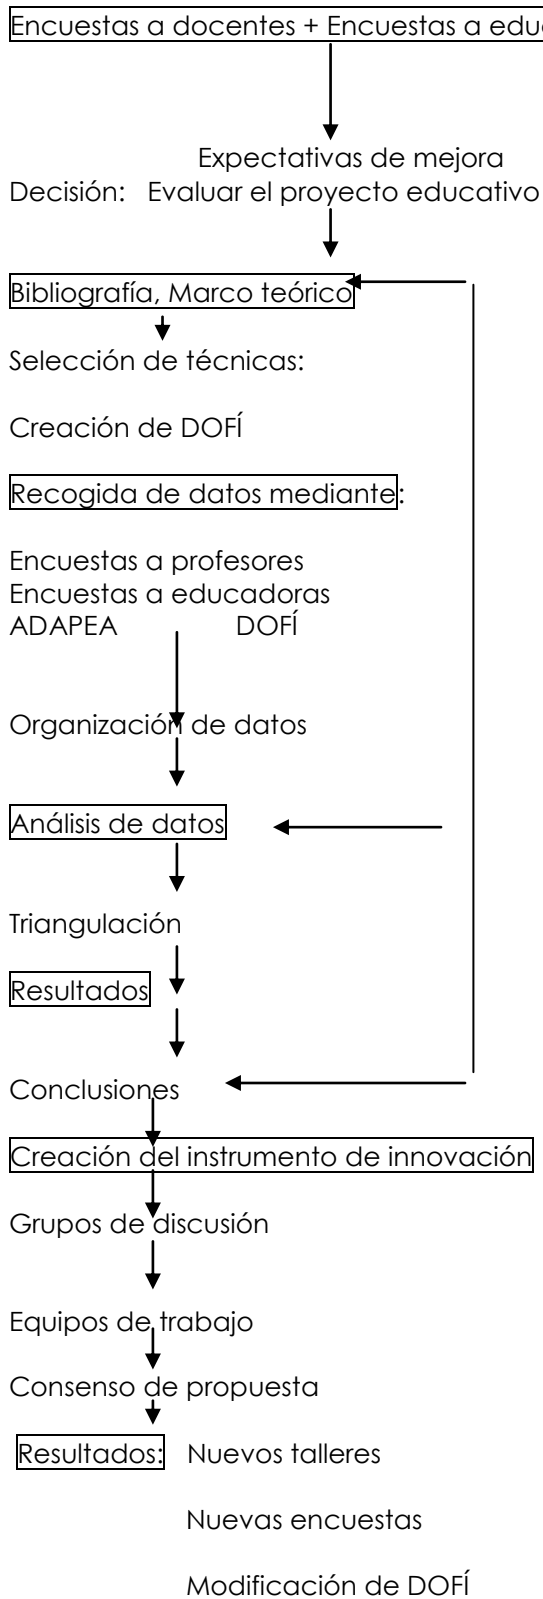 Encuestas a docentes + Encuestas a
Expectativas de mejora
Decisión: Evaluar el proyecto educativo
Bibliografía, Marco teórico
Selección de técnicas:
Creación de DOFÍ
Recogida de datos mediante:
Encuestas a profesores
Encuestas a educadoras
ADAPEA DOFÍ
Organización de datos
Análisis de datos
Triangulación
Resultados
Conclusiones
Creación del instrumento de innovación
Grupos de discusión
Equipos de trabajo
Consenso de propuesta
Resultados: Nuevos talleres
Nuevas encuestas
Modificación de DOFÍ